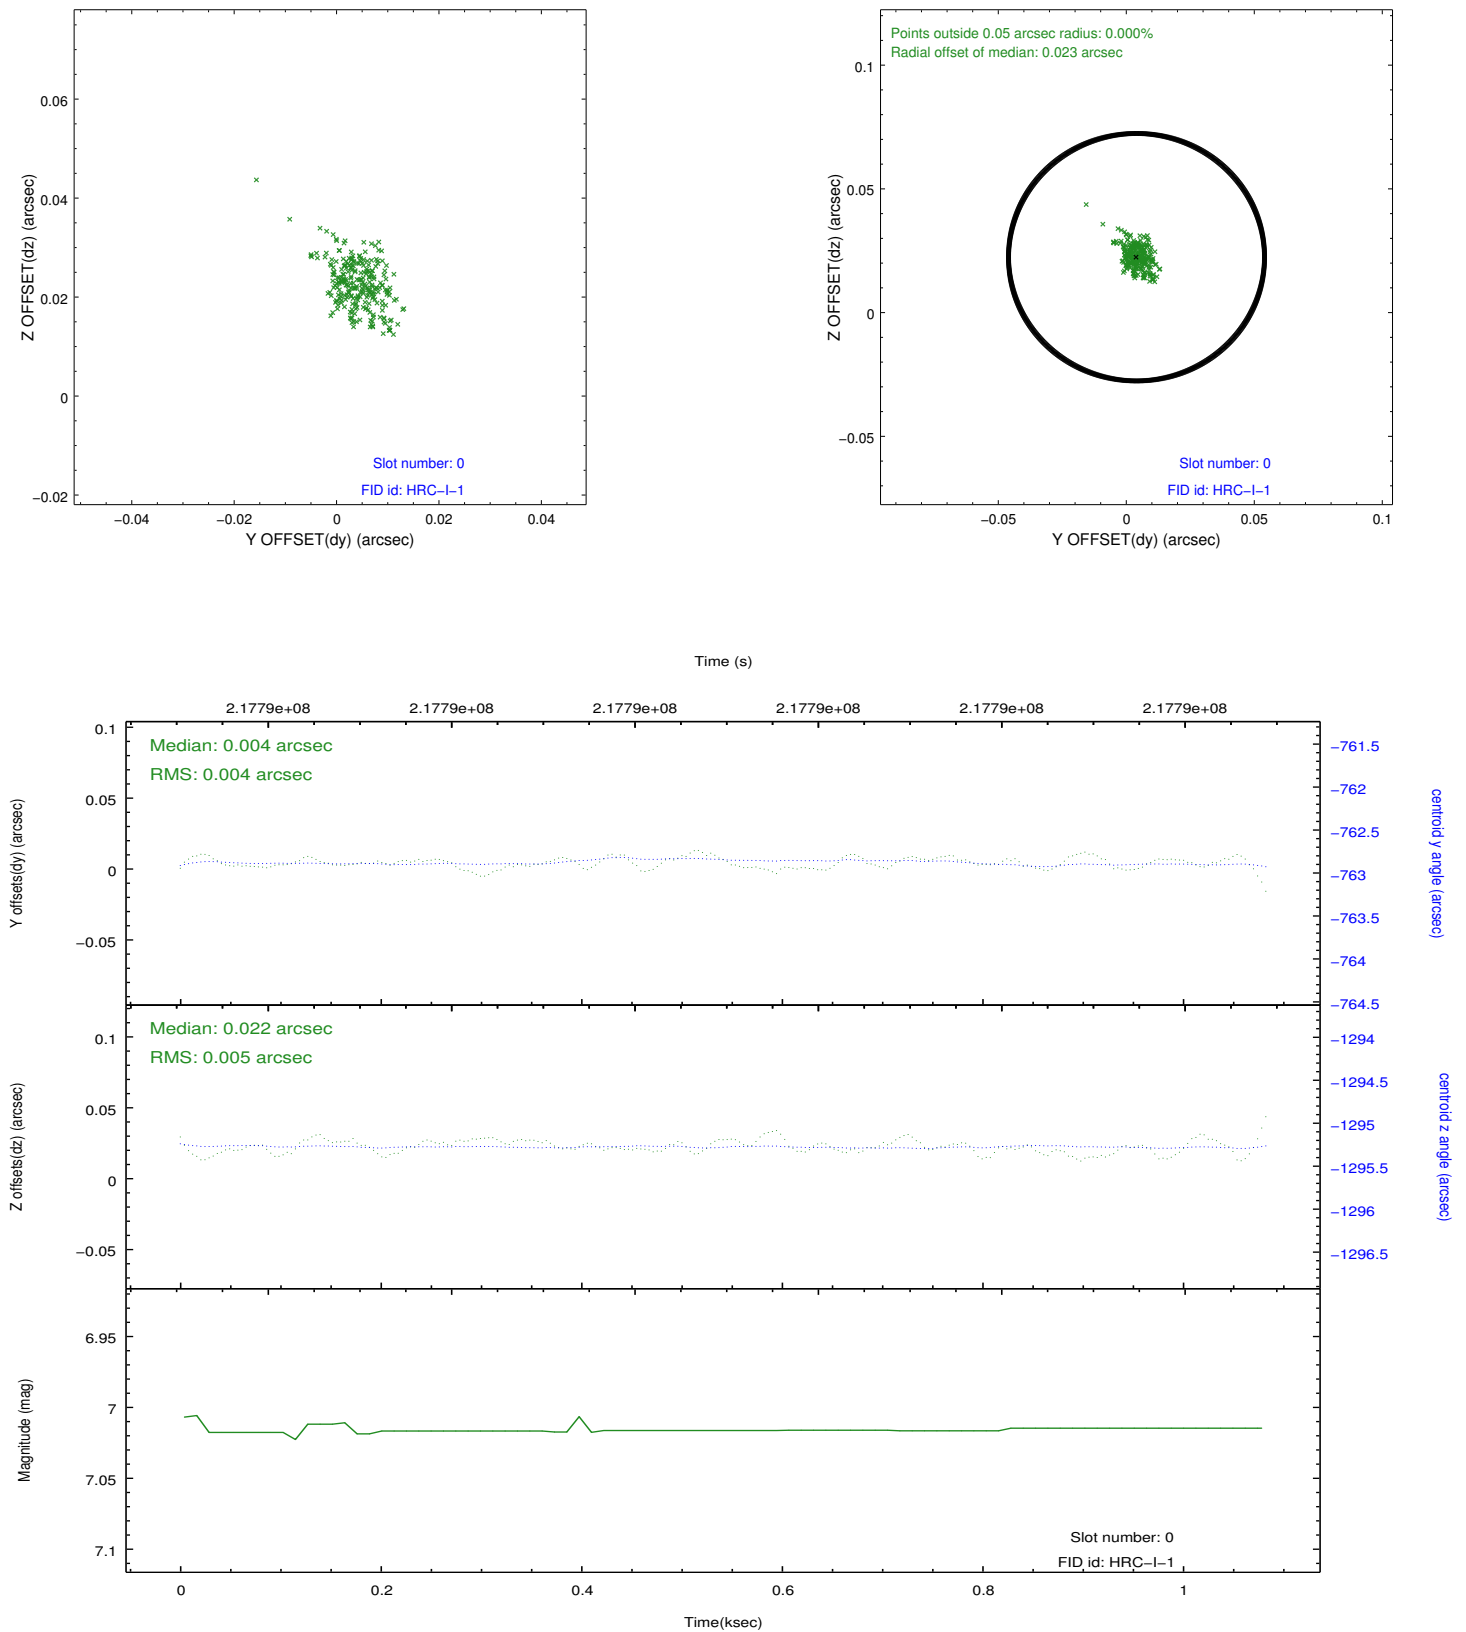 0.06
0.04
0.02
0
−0.02
Z OFFSET(dz) (arcsec)
Slot number: 0
FID id: HRC−I−1
−0.04
−0.02
0
0.02
0.04
Y OFFSET(dy) (arcsec)
Points outside 0.05 arcsec radius: 0.000%
Radial offset of median: 0.023 arcsec
0.1
0.05
0
−0.05
Z OFFSET(dz) (arcsec)
Slot number: 0
FID id: HRC−I−1
−0.05
0
0.05
0.1
Y OFFSET(dy) (arcsec)
Time (s)
2.1779e+08
2.1779e+08
2.1779e+08
2.1779e+08
2.1779e+08
2.1779e+08
Median: 0.004 arcsec
RMS: 0.004 arcsec
0.1
0.05
0
−0.05
Y offsets(dy) (arcsec)
−761.5
−762
−762.5
−763
−763.5
−764
−764.5
centroid y angle (arcsec)
Median: 0.022 arcsec
RMS: 0.005 arcsec
0.1
0.05
0
−0.05
Z offsets(dz) (arcsec)
−1294
−1294.5
−1295
−1295.5
−1296
−1296.5
centroid z angle (arcsec)
6.95
7
7.05
7.1
Magnitude (mag)
Slot number: 0
FID id: HRC−I−1
0
0.2
0.4
0.6
0.8
1
Time(ksec)